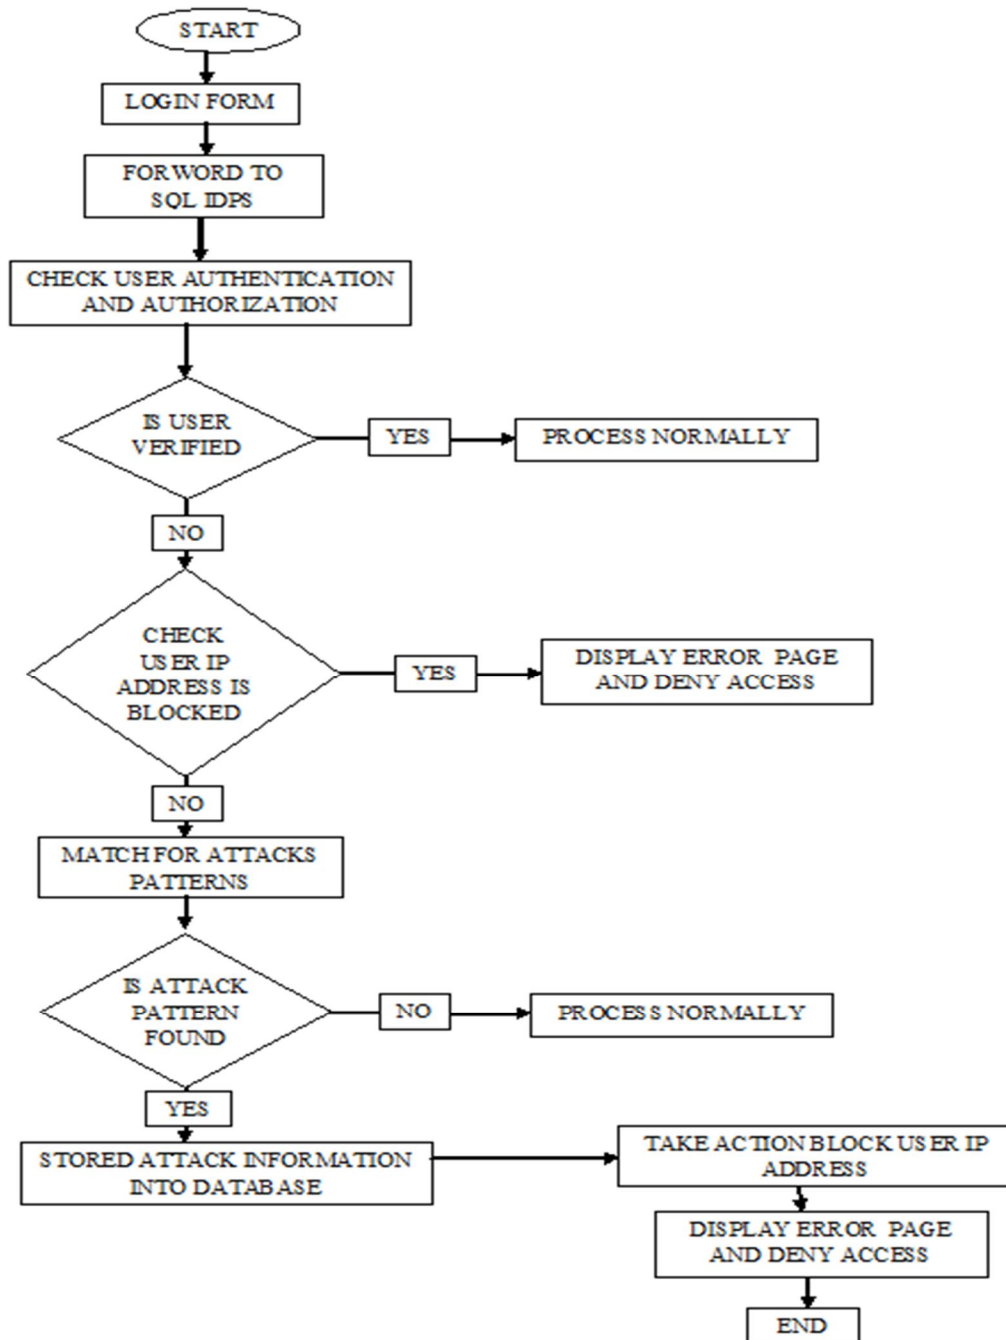 START
LOGIN FORM
FORWORD TO
SQL IDPS
CHECK USER AUTHENTICATION
AND AUTHORIZATION
IS USER
VERIFIED
YES
PROCESS NORMALLY
NO
CHECK
USER IP
ADDRESS IS
BLOCKED
YES
DISPLAY ERROR PAGE
AND DENY ACCESS
NO
MATCH FOR ATTACKS
PATTERNS
IS ATTACK
PATTERN
FOUND
NO
PROCESS NORMALLY
YES
STORED ATTACK INFORMATION
INTO DATABASE
TAKE ACTION BLOCK USER IP
ADDRESS
DISPLAY ERROR PAGE
AND DENY ACCESS
END